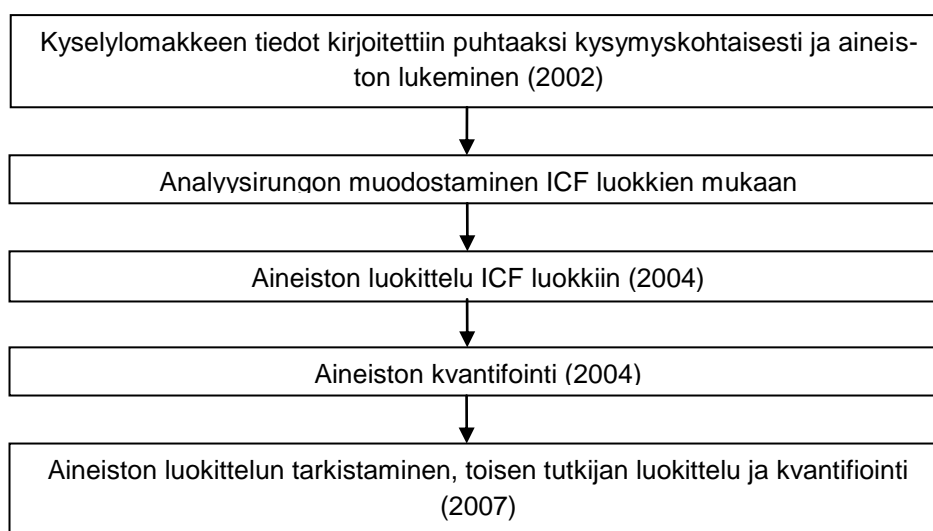 Kyselylomakkeen tiedot kirjoitettiin puhtaaksi kysymyskohtaisesti ja aineis-
ton lukeminen (2002)
Analyysirungon muodostaminen ICF luokkien mukaan
Aineiston luokittelu ICF luokkiin (2004)
Aineiston kvantifointi (2004)
Aineiston luokittelun tarkistaminen, toisen tutkijan luokittelu ja kvantifiointi
(2007)